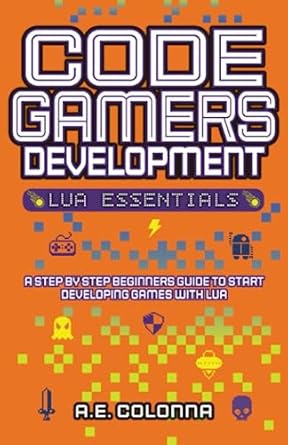 CODE
GAMERS
DEVELOPMENT
LUA ESSENTIALS
A STEP BY STEP BEGINNERS GUIDE TO START
DEVELOPING GAMES WITH LUA
A.E. COLONNA